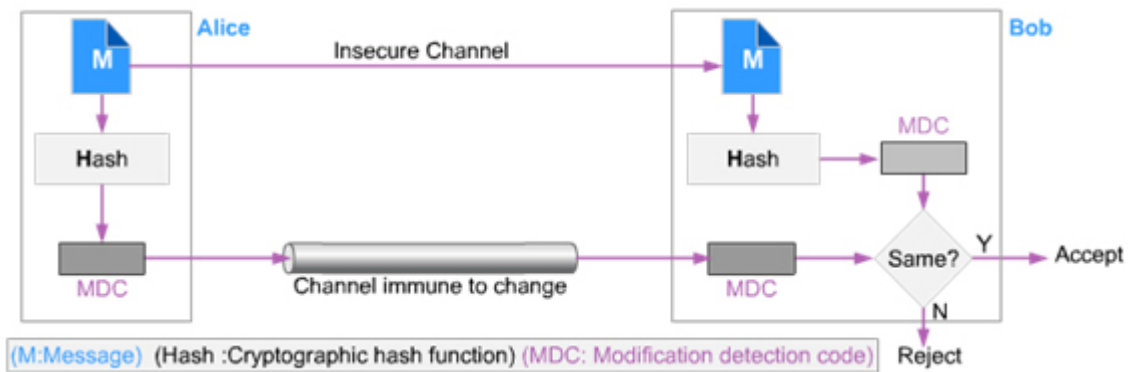 Alice
Bob
M
Insecure Channel
M
Hash
Hash
MDC
MDC
Channel immune to change
MDC
Same?
Y
Accept
N
Reject
(M:Message) (Hash :Cryptographic hash function) (MDC: Modification detection code)